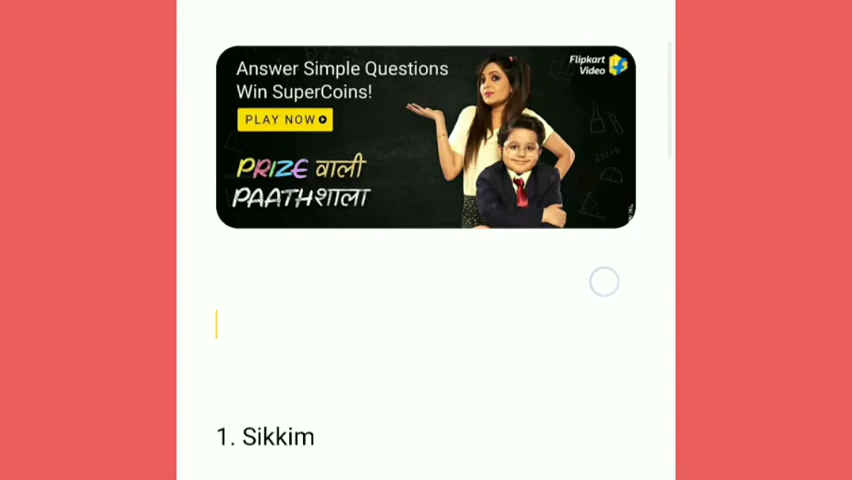 Answer Simple Questions
Win SuperCoins!
PLAY NOW
Flipkart
Video
PRIZE वाली
PAATHशाला
1. Sikkim